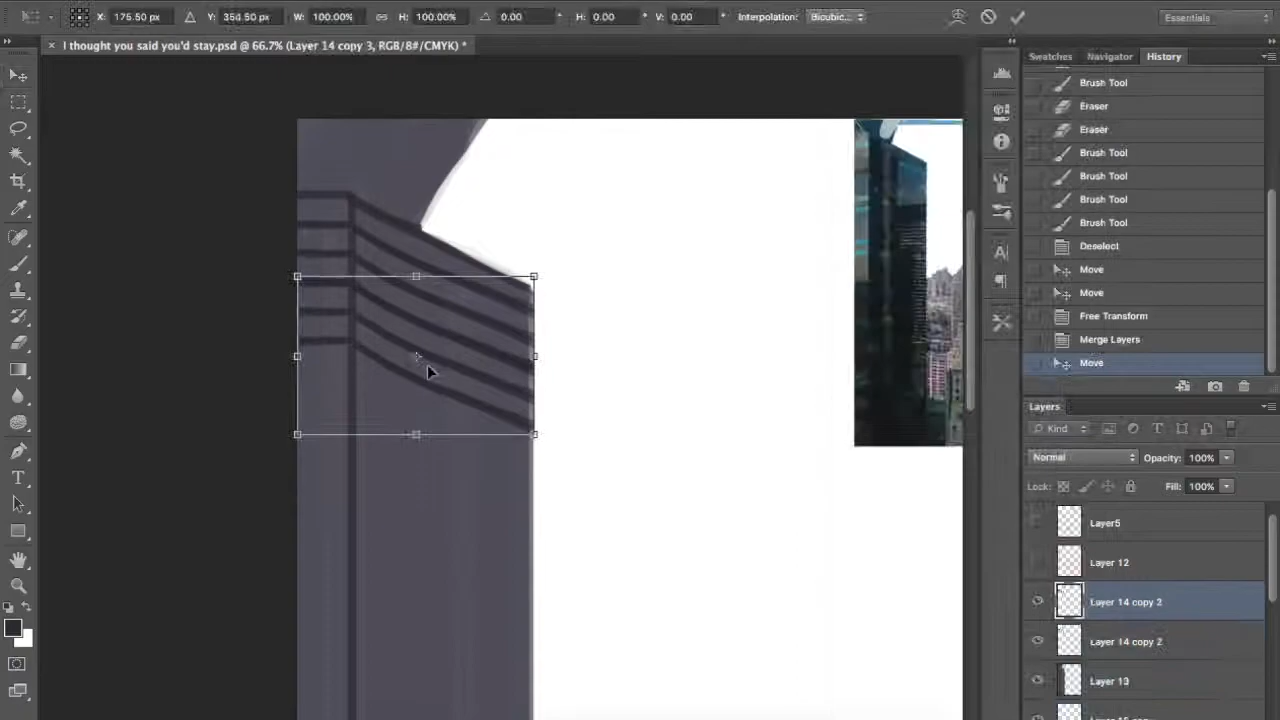 X: 175.50 px Y: 354.50 px W: 100.00% H: 100.00% 0.00 ° H: 0.00 ° V: 0.00 ° Interpolation: Bicubic... Essentials
× I thought you said you'd stay.psd @ 66.7% (Layer 14 copy 3, RGB/8#/CMYK) *
Swatches Navigator History
Brush Tool
Eraser
Eraser
Brush Tool
Brush Tool
Brush Tool
Brush Tool
Deselect
Move
Move
Free Transform
Merge Layers
Move
Layers
Kind
Normal Opacity: 100%
Lock: Fill: 100%
Layer5
Layer 12
Layer 14 copy 2
Layer 14 copy 2
Layer 13